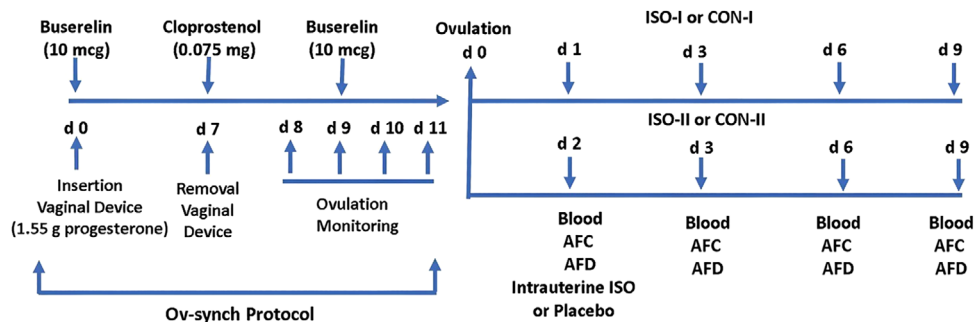 Buserelin
(10 mcg)
Cloprostenol
(0.075 mg)
Buserelin
(10 mcg)
d 0
d 7
d 8
d 9
d 10
d 11
Insertion
Vaginal Device
(1.55 g progesterone)
Removal
Vaginal
Device
Ovulation
Monitoring
Ov-synch Protocol
Ovulation
d 0
ISO-I or CON-I
d 1
d 3
d 6
d 9
ISO-II or CON-II
d 2
d 3
d 6
d 9
Blood
AFC
AFD
Intrauterine ISO
or Placebo
Blood
AFC
AFD
Blood
AFC
AFD
Blood
AFC
AFD